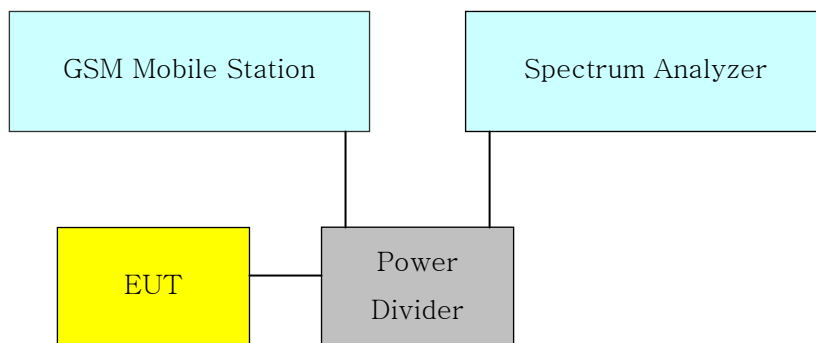 GSM Mobile Station
Spectrum Analyzer
EUT
Power
Divider